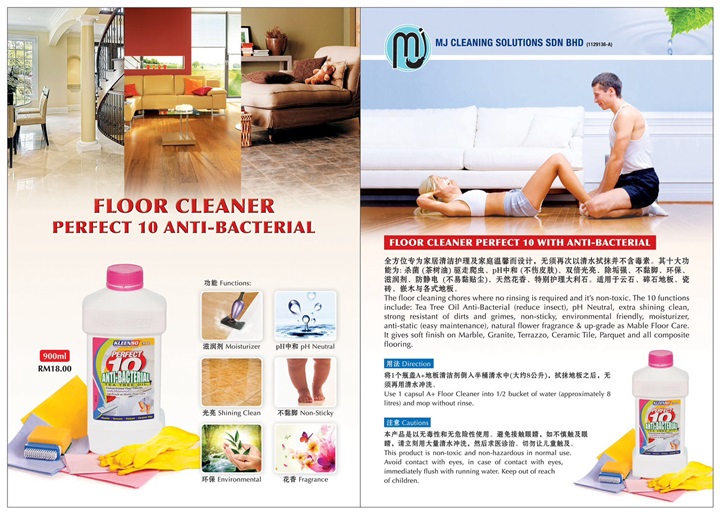 FLOOR CLEANER
PERFECT 10 ANTI-BACTERIAL
功能 Functions:
滋润剂 Moisturizer
pH中和 pH Neutral
光亮 Shining Clean
不黏脚 Non-Sticky
环保 Environmental
花香 Fragrance
900ml
RM18.00
KLEENSO
PERFECT
10
ANTI-BACTERIAL
mj
MJ CLEANING SOLUTIONS SDN BHD (1120136-A)
FLOOR CLEANER PERFECT 10 WITH ANTI-BACTERIAL
全方位专为家居清洁护理及家庭温馨而设计，无须再次以清水拭抹并不含毒素。其十大功
能为: 杀菌 (茶树油) 驱走爬虫、pH中和 (不伤皮肤)、双倍光亮、除垢强、不黏脚、环保、
滋润剂、防静电 (不易黏尘)、天然花香、特别护理大利石。适用于云石、碎石地板、瓷
砖、嵌木与各式地板。
The floor cleaning chores where no rinsing is required and it's non-toxic. The 10 functions
include: Tea Tree Oil Anti-Bacterial (reduce insect), pH Neutral, extra shining clean,
strong resistant of dirts and grimes, non-sticky, environmental friendly, moisturizer,
anti-static (easy maintenance), natural flower fragrance & up-grade as Mable Floor Care.
It gives soft finish on Marble, Granite, Terrazzo, Ceramic Tile, Parquet and all composite
flooring.
用法 Direction
将1个瓶盖A+地板清洁剂倒入半桶清水中(大约8公升)，拭抹地板之后，无
须再用清水冲洗。
Use 1 capsul A+ Floor Cleaner into 1/2 bucket of water (approximately 8
litres) and mop without rinse.
注意 Cautions
本产品是以无毒性和无危险性使用。避免接触眼睛，如不慎触及眼
睛，请立刻用大量清水冲洗，然后求医诊治。切勿让儿童触及。
This product is non-toxic and non-hazardous in normal use.
Avoid contact with eyes, in case of contact with eyes,
immediately flush with running water. Keep out of reach
of children.
KLEENSO
PERFECT
10
ANTI-BACTERIAL